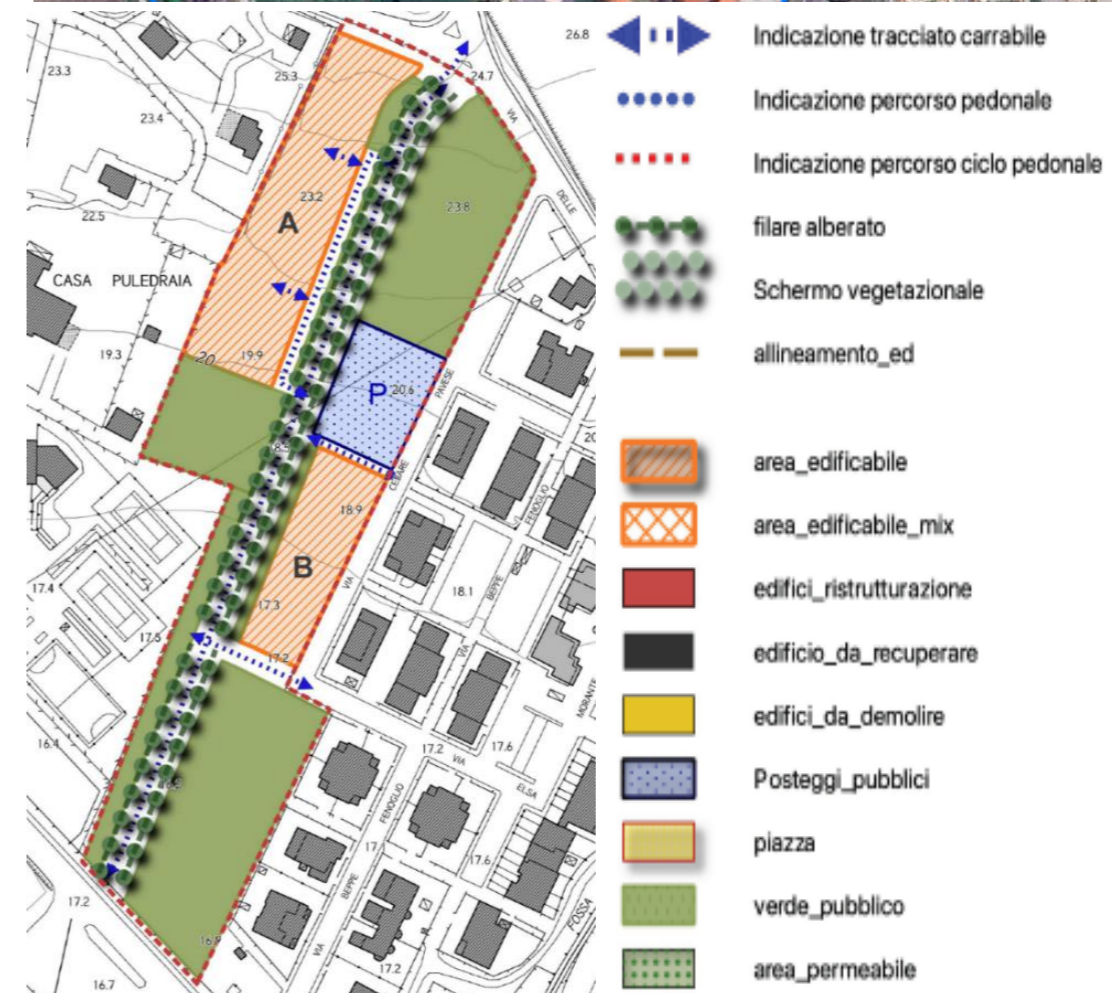 26.8
23.3
25.3
24.7
VIA
23.4
DELLE
22.5
23.2
23.8
A
CASA PULEDRAIA
19.3
20
19.9
P
20.6
PAVESE
CESARE
VIA
18.9
B
FENOGLIO
BEPPE
VIA
18.1
17.4
17.3
17.5
17.2
MORANTE
16.4
17.2
VIA
17.6
ELSA
FENOGLIO
BEPPE
VIA
17.6
17.2
16.7
17.2
FOSSA
Indicazione tracciato carrabile
Indicazione percorso pedonale
Indicazione percorso ciclo pedonale
filare alberato
Schermo vegetazionale
allineamento_ed
area_edificabile
area_edificabile_mix
edifici_ristrutturazione
edificio_da_recuperare
edifici_da_demolire
Posteggi_pubblici
piazza
verde_pubblico
area_permeabile